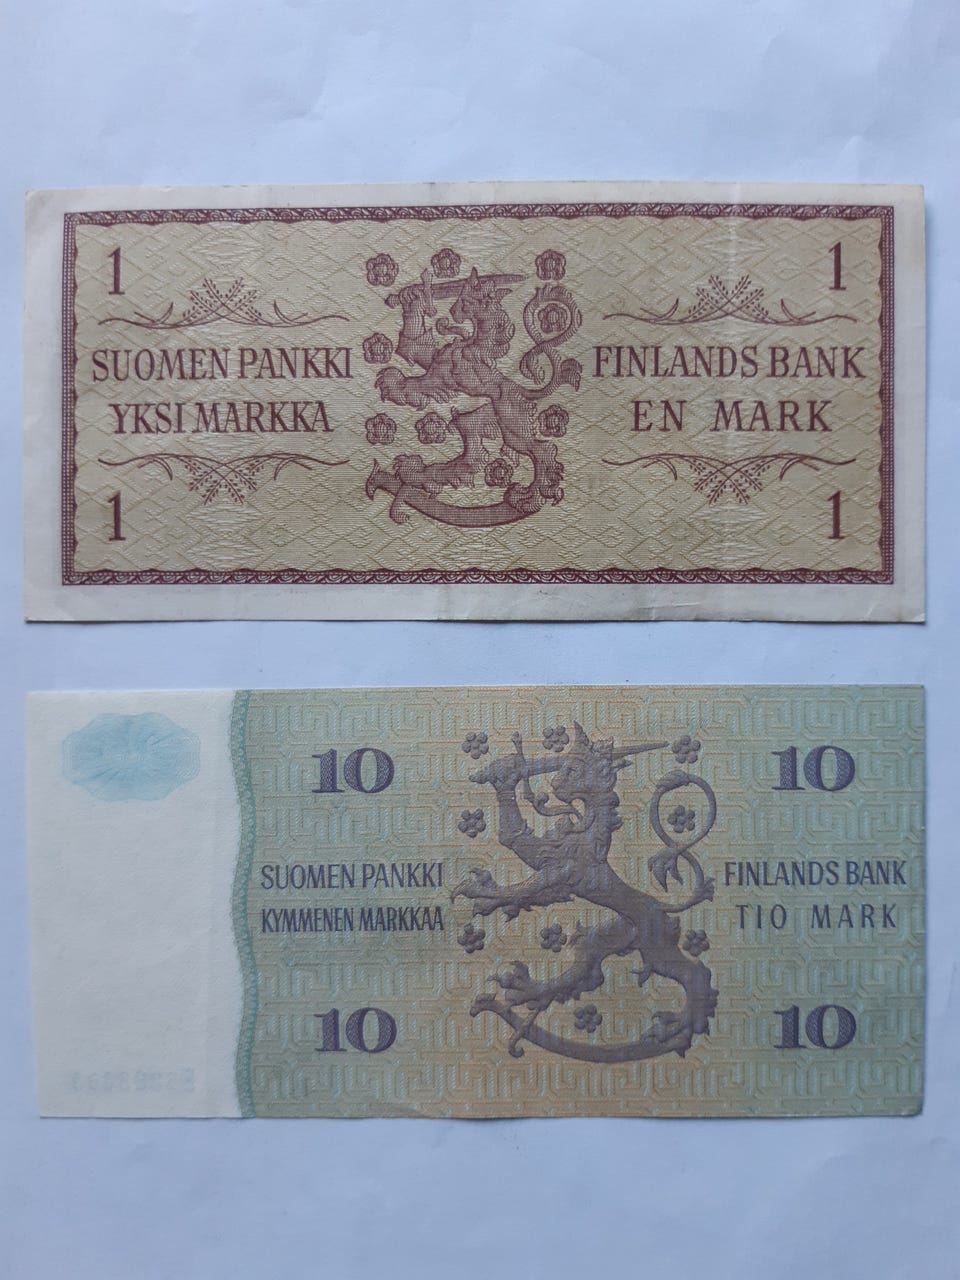 1 1
SUOMEN PANKKI FINLANDS BANK
YKSI MARKKA EN MARK
1 1
10 10
SUOMEN PANKKI FINLANDS BANK
KYMMENEN MARKKAA TIO MARK
10 10